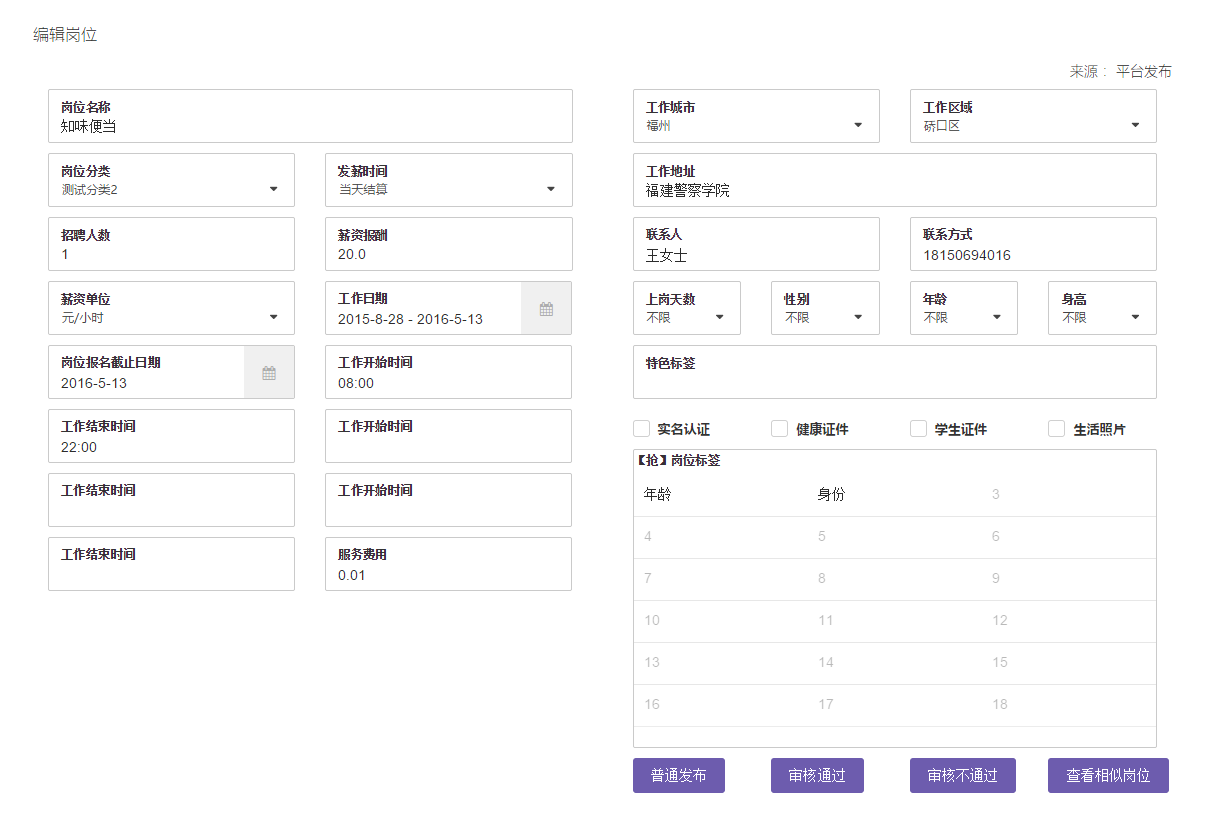 编辑岗位
来源： 平台发布
岗位名称
知味便当
岗位分类
测试分类2
发薪时间
当天结算
招聘人数
1
薪资报酬
20.0
薪资单位
元/小时
工作日期
2015-8-28 - 2016-5-13
岗位报名截止日期
2016-5-13
工作开始时间
08:00
工作结束时间
22:00
工作开始时间
工作结束时间
工作开始时间
工作结束时间
服务费用
0.01
工作城市
福州
工作区域
硚口区
工作地址
福建警察学院
联系人
王女士
联系方式
18150694016
上岗天数
不限
性别
不限
年龄
不限
身高
不限
特色标签
实名认证 健康证件 学生证件 生活照片
【抢】岗位标签
年龄 身份 3
4 5 6
7 8 9
10 11 12
13 14 15
16 17 18
普通发布 审核通过 审核不通过 查看相似岗位